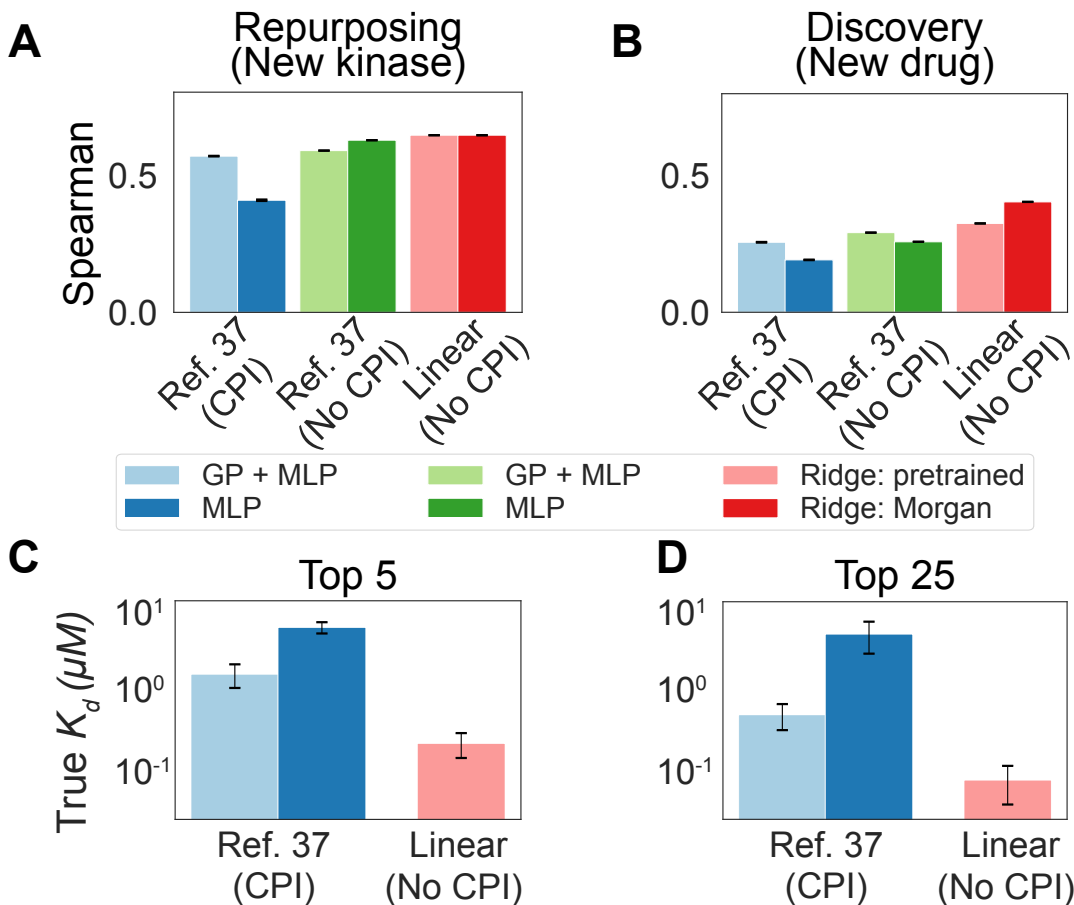 A
Repurposing
(New kinase)
B
Discovery
(New drug)
Spearman
0.5
0.0
0.5
0.0
Ref. 37
(CPI)
Ref. 37
(No CPI)
Linear
(No CPI)
Ref. 37
(CPI)
Ref. 37
(No CPI)
Linear
(No CPI)
GP + MLP
MLP
GP + MLP
MLP
Ridge: pretrained
Ridge: Morgan
C
Top 5
D
Top 25
True K_d (μM)
10¹
10⁰
10⁻¹
10¹
10⁰
10⁻¹
Ref. 37
(CPI)
Linear
(No CPI)
Ref. 37
(CPI)
Linear
(No CPI)